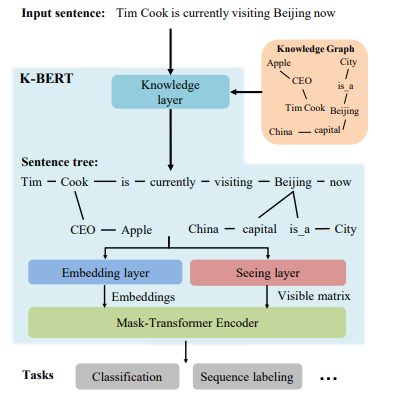 Input sentence: Tim Cook is currently visiting Beijing now
Knowledge Graph
Apple City
CEO is_a
Tim Cook Beijing
China capital
K-BERT
Knowledge
layer
Sentence tree:
Tim Cook is currently visiting Beijing now
CEO Apple China capital is_a City
Embedding layer Seeing layer
Embeddings Visible matrix
Mask-Transformer Encoder
Tasks Classification Sequence labeling ...